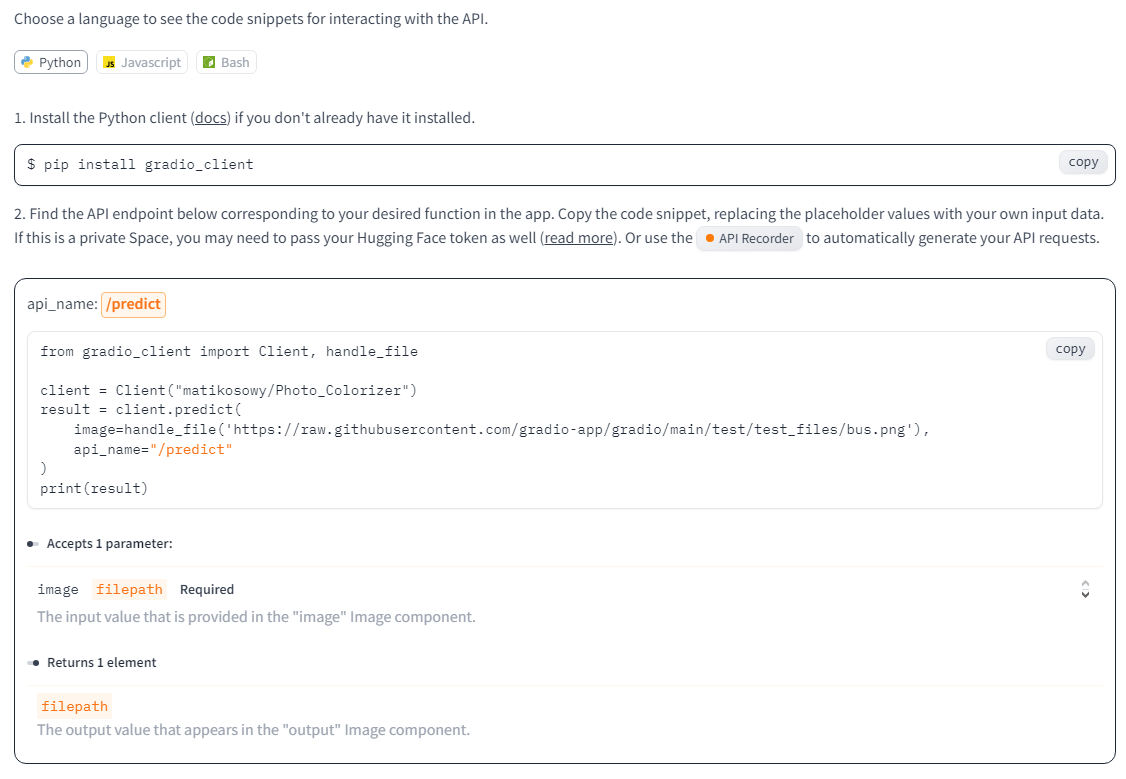 Choose a language to see the code snippets for interacting with the API.
Python JS Javascript Bash
1. Install the Python client (docs) if you don't already have it installed.
$ pip install gradio_client
copy
2. Find the API endpoint below corresponding to your desired function in the app. Copy the code snippet, replacing the placeholder values with your own input data.
If this is a private Space, you may need to pass your Hugging Face token as well (read more). Or use the API Recorder to automatically generate your API requests.
api_name: /predict
copy
from gradio_client import Client, handle_file

client = Client("matikosowy/Photo_Colorizer")
result = client.predict(
    image=handle_file('https://raw.githubusercontent.com/gradio-app/gradio/main/test/test_files/bus.png'),
    api_name="/predict"
)
print(result)
Accepts 1 parameter:
image filepath Required
The input value that is provided in the "image" Image component.
Returns 1 element
filepath
The output value that appears in the "output" Image component.